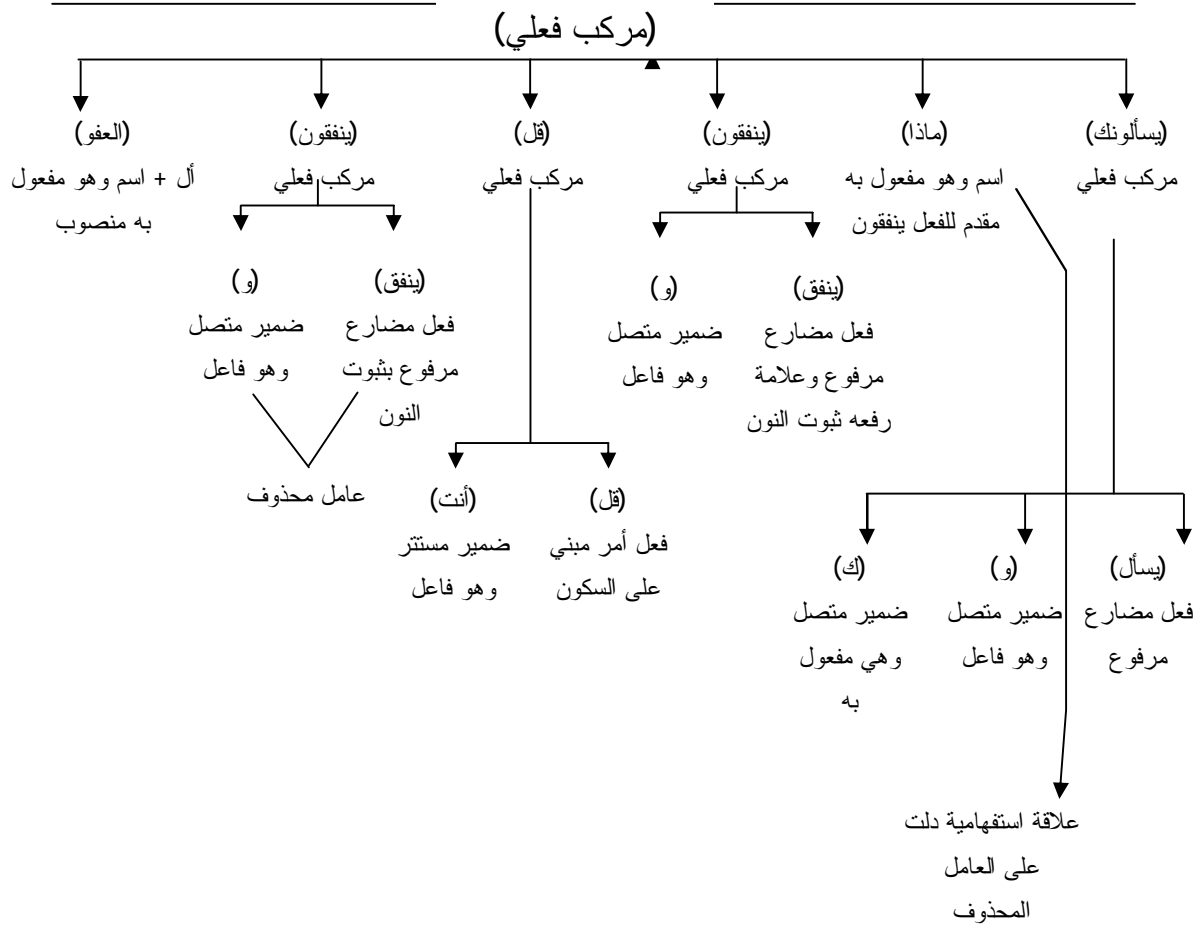 (مركب فعلي)
(يسألونك)
مركب فعلي
(ماذا)
اسم وهو مفعول به
مقدم للفعل ينفقون
(ينفقون)
مركب فعلي
(قل)
مركب فعلي
(ينفقون)
مركب فعلي
(العفو)
أل + اسم وهو مفعول
به منصوب
(ينفق)
فعل مضارع
مرفوع وعلامة
رفعه ثبوت النون
(و)
ضمير متصل
وهو فاعل
(ينفق)
فعل مضارع
مرفوع بثبوت
النون
(و)
ضمير متصل
وهو فاعل
عامل محذوف
(قل)
فعل أمر مبني
على السكون
(أنت)
ضمير مستتر
وهو فاعل
(يسأل)
فعل مضارع
مرفوع
(و)
ضمير متصل
وهو فاعل
(ك)
ضمير متصل
وهي مفعول
به
علاقة استفهامية دلت
على العامل
المحذوف